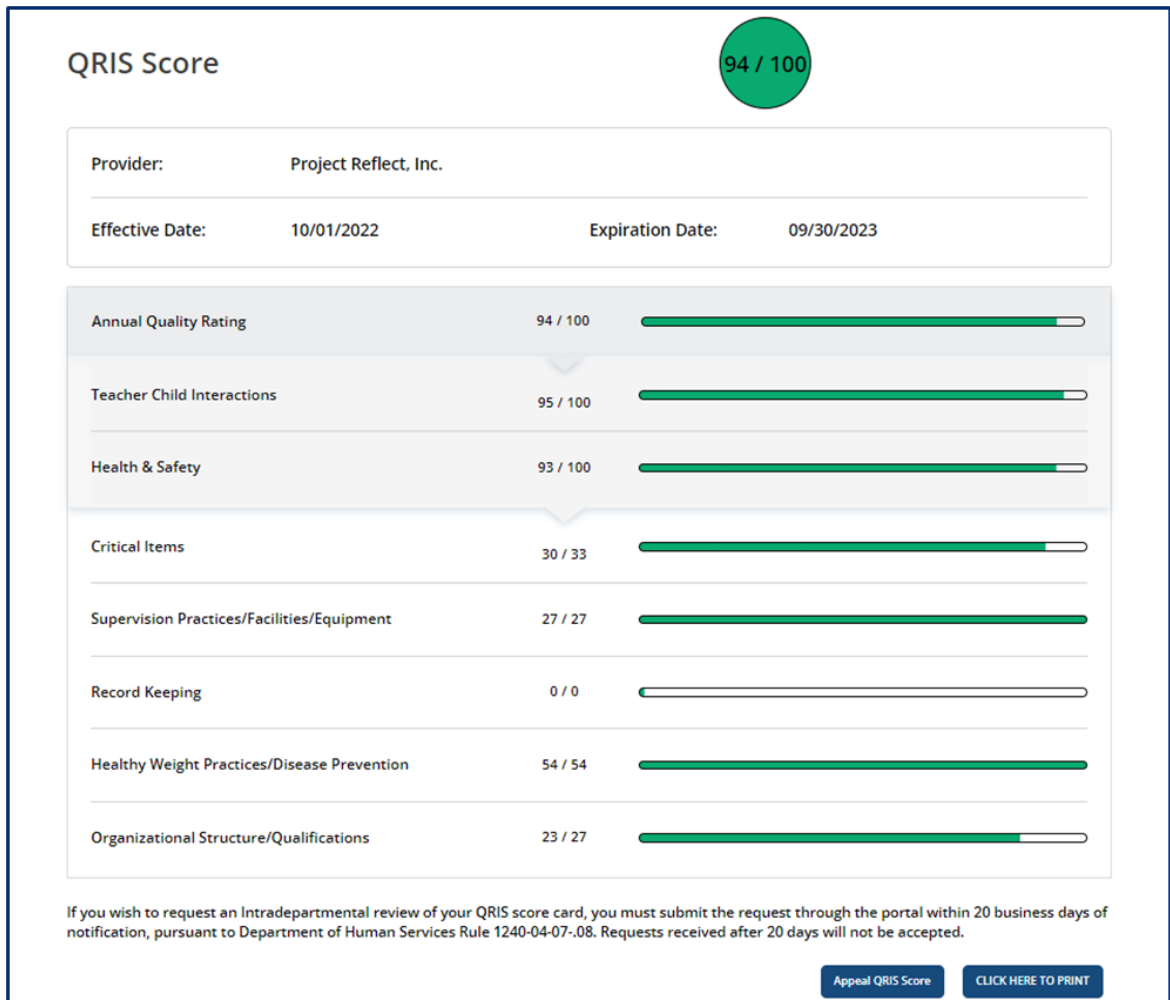 QRIS Score
94 / 100
Provider: Project Reflect, Inc.
Effective Date: 10/01/2022 Expiration Date: 09/30/2023
Annual Quality Rating 94 / 100
Teacher Child Interactions 95 / 100
Health & Safety 93 / 100
Critical Items 30 / 33
Supervision Practices/Facilities/Equipment 27 / 27
Record Keeping 0 / 0
Healthy Weight Practices/Disease Prevention 54 / 54
Organizational Structure/Qualifications 23 / 27
If you wish to request an Intradepartmental review of your QRIS score card, you must submit the request through the portal within 20 business days of
notification, pursuant to Department of Human Services Rule 1240-04-07-.08. Requests received after 20 days will not be accepted.
Appeal QRIS Score CLICK HERE TO PRINT